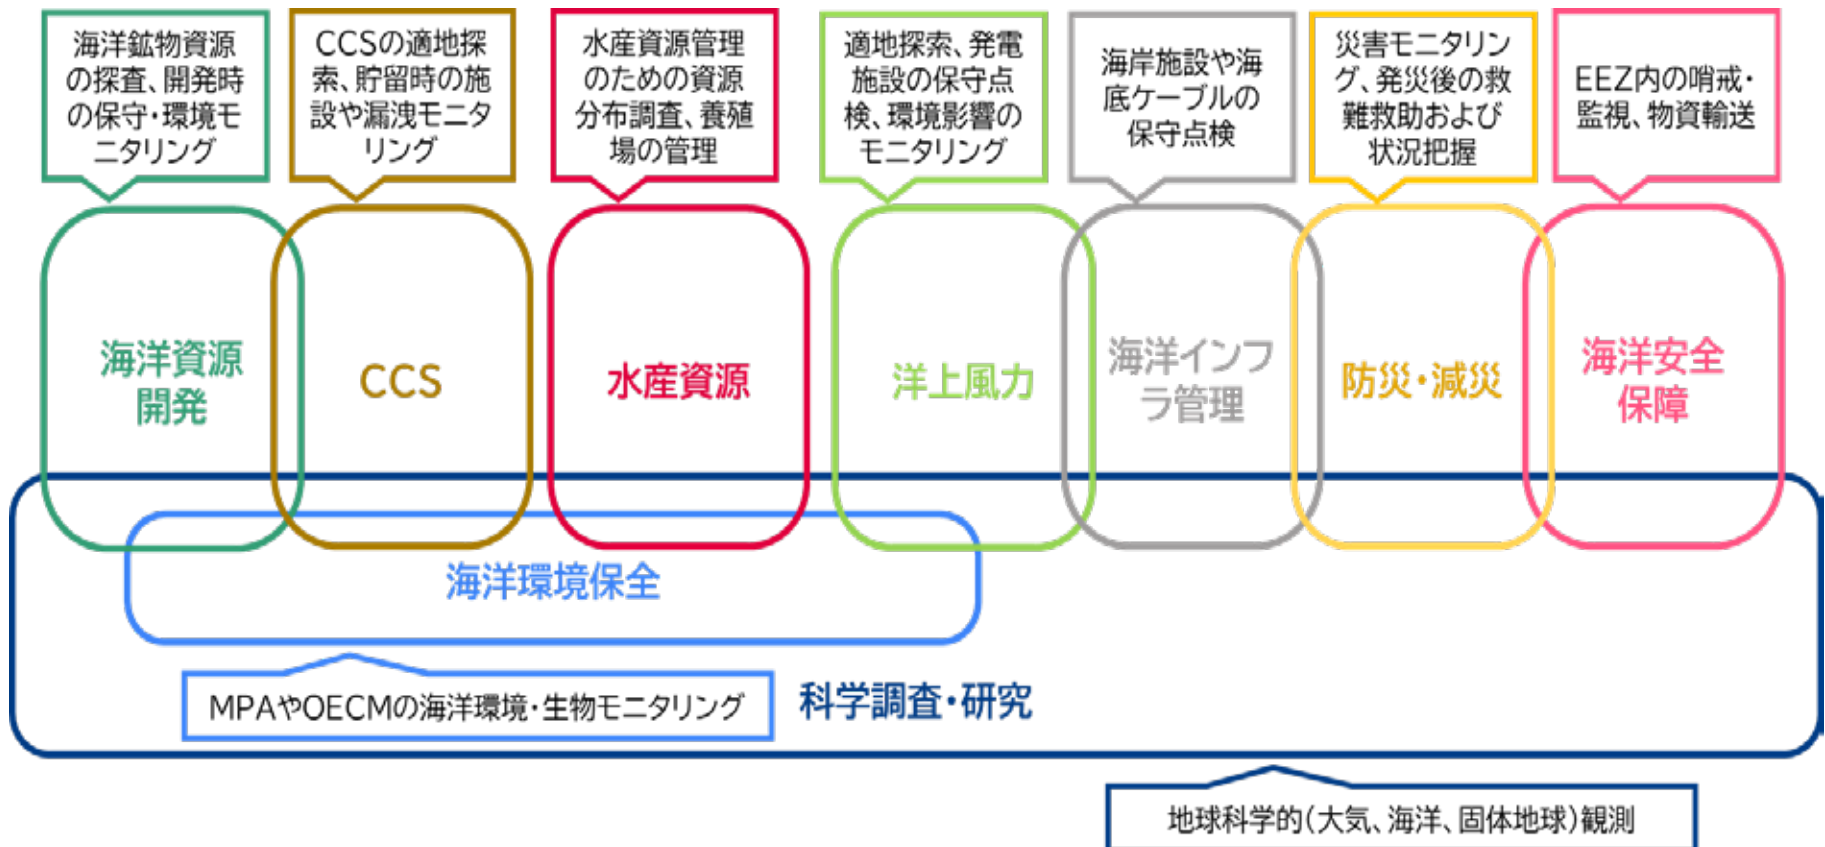 海洋鉱物資源
の探査、開発時
の保守・環境モ
ニタリング
CCSの適地探
索、貯留時の施
設や漏洩モニタ
リング
水産資源管理
のための資源
分布調査、養殖
場の管理
適地探索、発電
施設の保守点
検、環境影響の
モニタリング
海岸施設や海
底ケーブルの
保守点検
災害モニタリン
グ、発災後の救
難救助および
状況把握
EEZ内の哨戒・
監視、物資輸送
海洋資源
開発
CCS
水産資源
洋上風力
海洋インフ
ラ管理
防災・減災
海洋安全
保障
海洋環境保全
MPAやOECMの海洋環境・生物モニタリング
科学調査・研究
地球科学的(大気、海洋、固体地球)観測